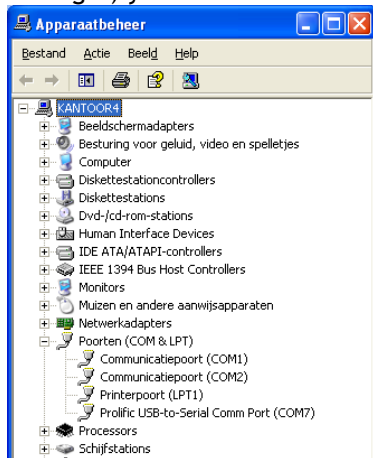 Apparaatbeheer
Bestand Actie Beeld Help
KANTOOR4
Beeldschermadapters
Besturing voor geluid, video en spelletjes
Computer
Diskettestationcontrollers
Diskettestations
Dvd-/cd-rom-stations
Human Interface Devices
IDE ATA/ATAPI-controllers
IEEE 1394 Bus Host Controllers
Monitors
Muizen en andere aanwijsapparaten
Netwerkadapters
Poorten (COM & LPT)
Communicatiepoort (COM1)
Communicatiepoort (COM2)
Printerpoort (LPT1)
Prolific USB-to-Serial Comm Port (COM7)
Processors
Schijfstations